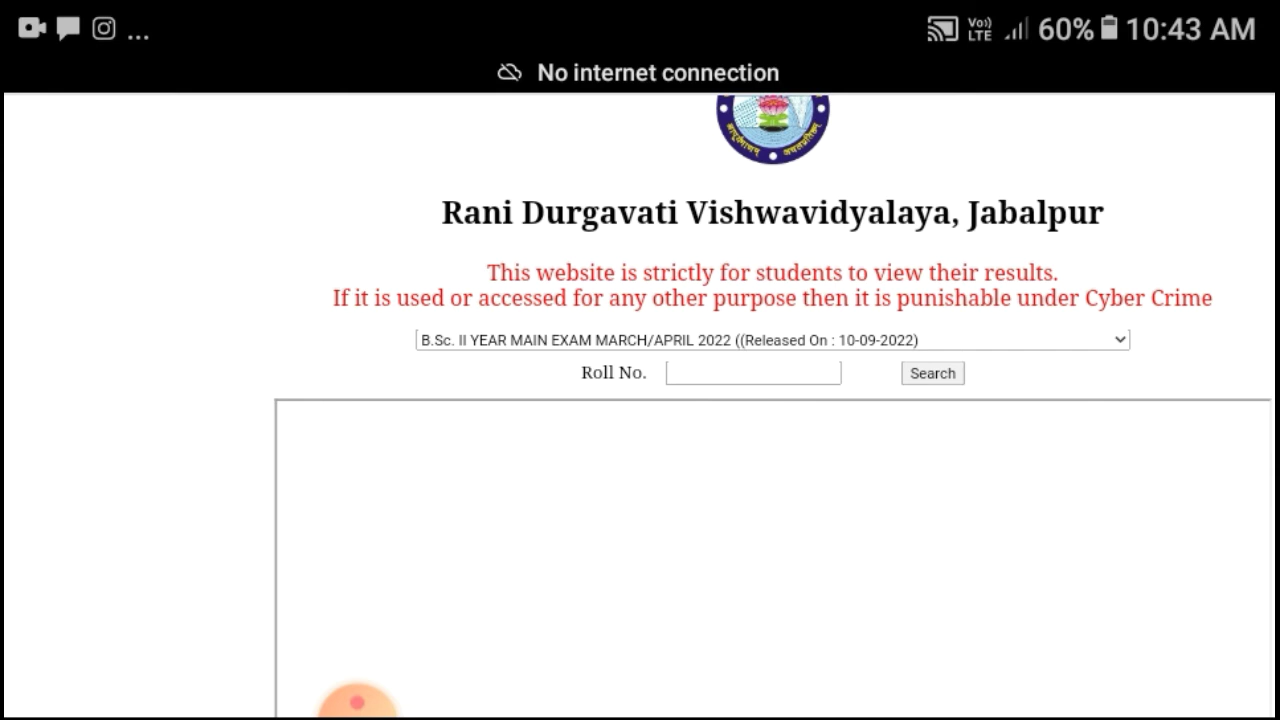 ... Vo)) LTE 60% 10:43 AM
No internet connection
Rani Durgavati Vishwavidyalaya, Jabalpur
This website is strictly for students to view their results.
If it is used or accessed for any other purpose then it is punishable under Cyber Crime
B.Sc. II YEAR MAIN EXAM MARCH/APRIL 2022 ((Released On : 10-09-2022)
Roll No. Search